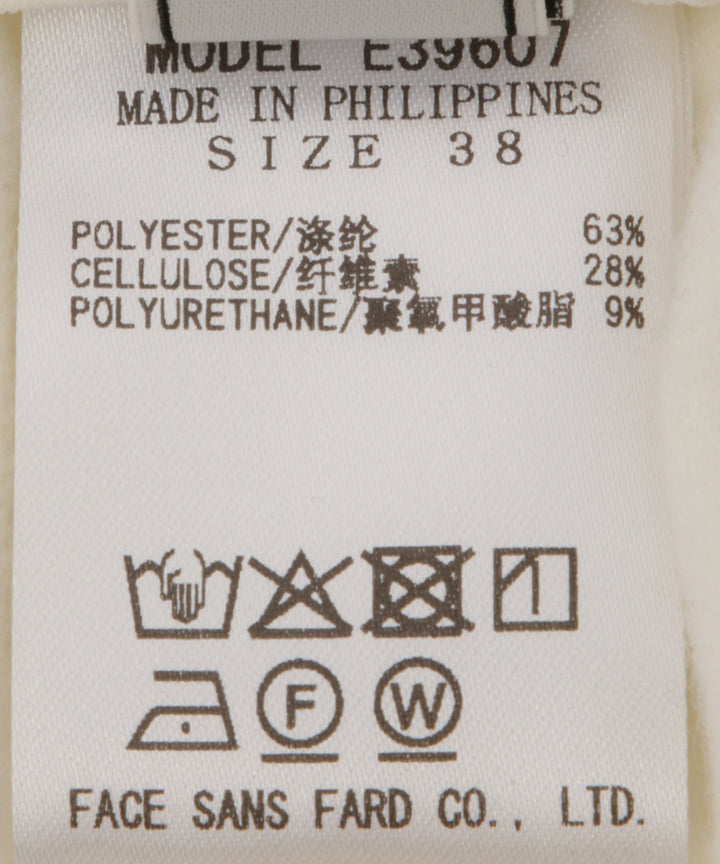 MODEL E39607
MADE IN PHILIPPINES
SIZE 38
POLYESTER/涤纶 63%
CELLULOSE/纤维素 28%
POLYURETHANE/聚氨甲酸脂 9%
F W
FACE SANS FARD CO., LTD.